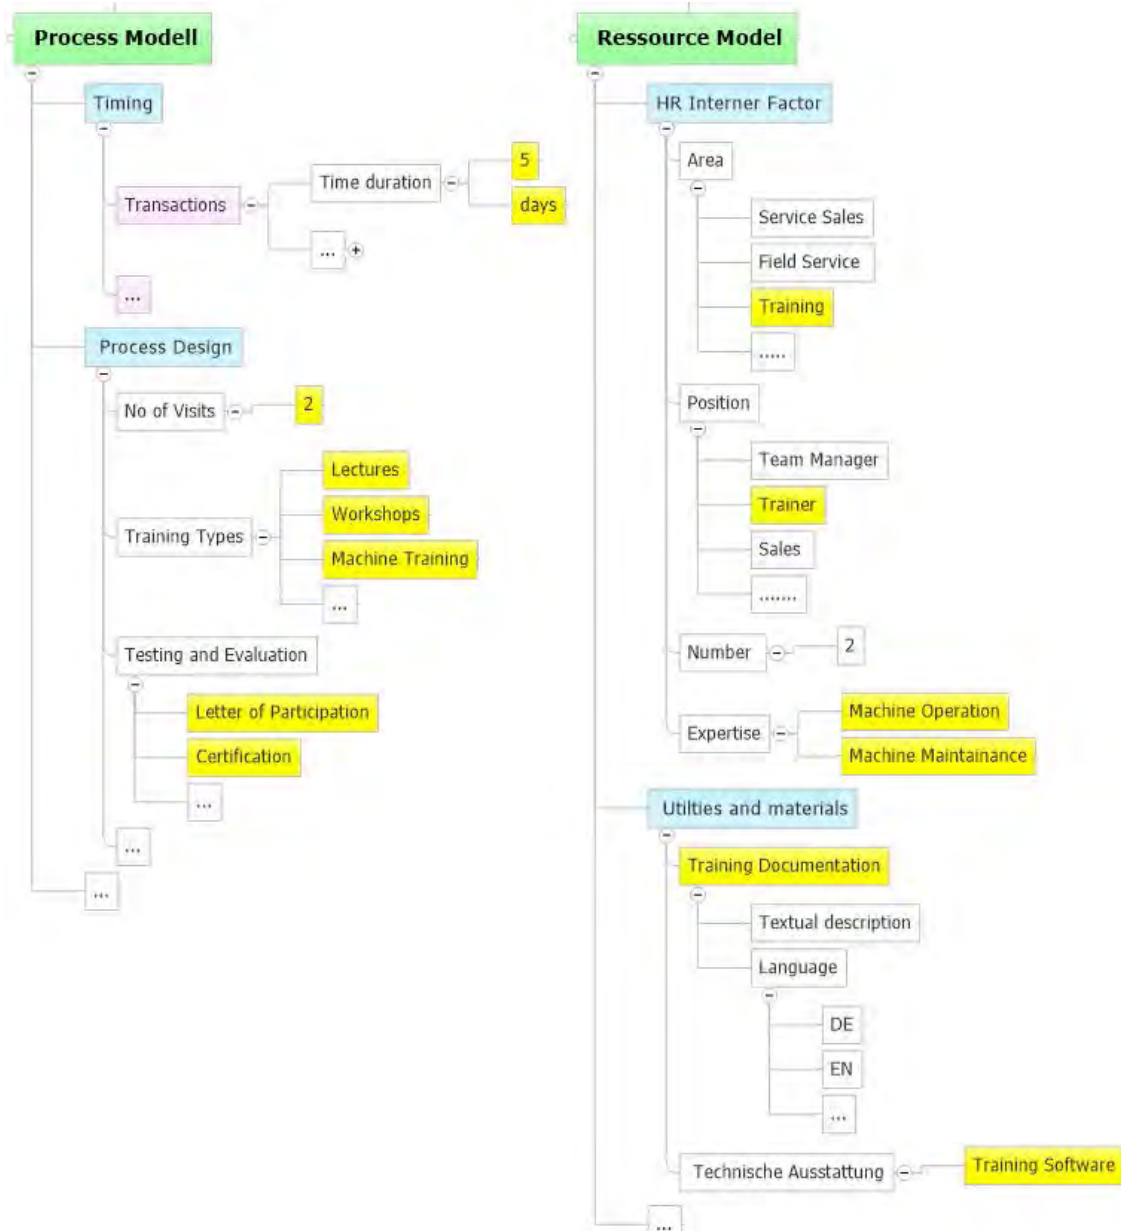 Process Modell
Timing
Transactions
Time duration
5
days
...
...
Process Design
No of Visits
2
Training Types
Lectures
Workshops
Machine Training
...
Testing and Evaluation
Letter of Participation
Certification
...
...
...
Ressource Model
HR Interner Factor
Area
Service Sales
Field Service
Training
.....
Position
Team Manager
Trainer
Sales
.......
Number
2
Expertise
Machine Operation
Machine Maintainance
Utilties and materials
Training Documentation
Textual description
Language
DE
EN
...
Technische Ausstattung
Training Software
...